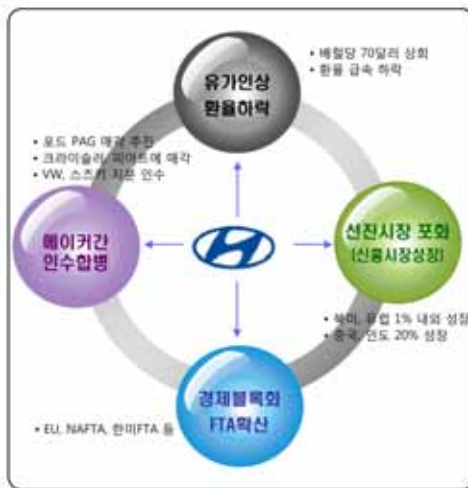 • 배럴당 70달러 상회
• 환율 급속 하락
유가인상
환율하락
• 포드 PAG 매각 추진
• 크라이슬러, 피아트에 매각
• VW, 스즈키 지분 인수
메이커간
인수합병
선진시장 포화
(신흥시장성장)
• 북미, 유럽 1% 내외 성장
• 중국, 인도 20% 성장
경제블록화
FTA확산
• EU, NAFTA, 한미FTA 등